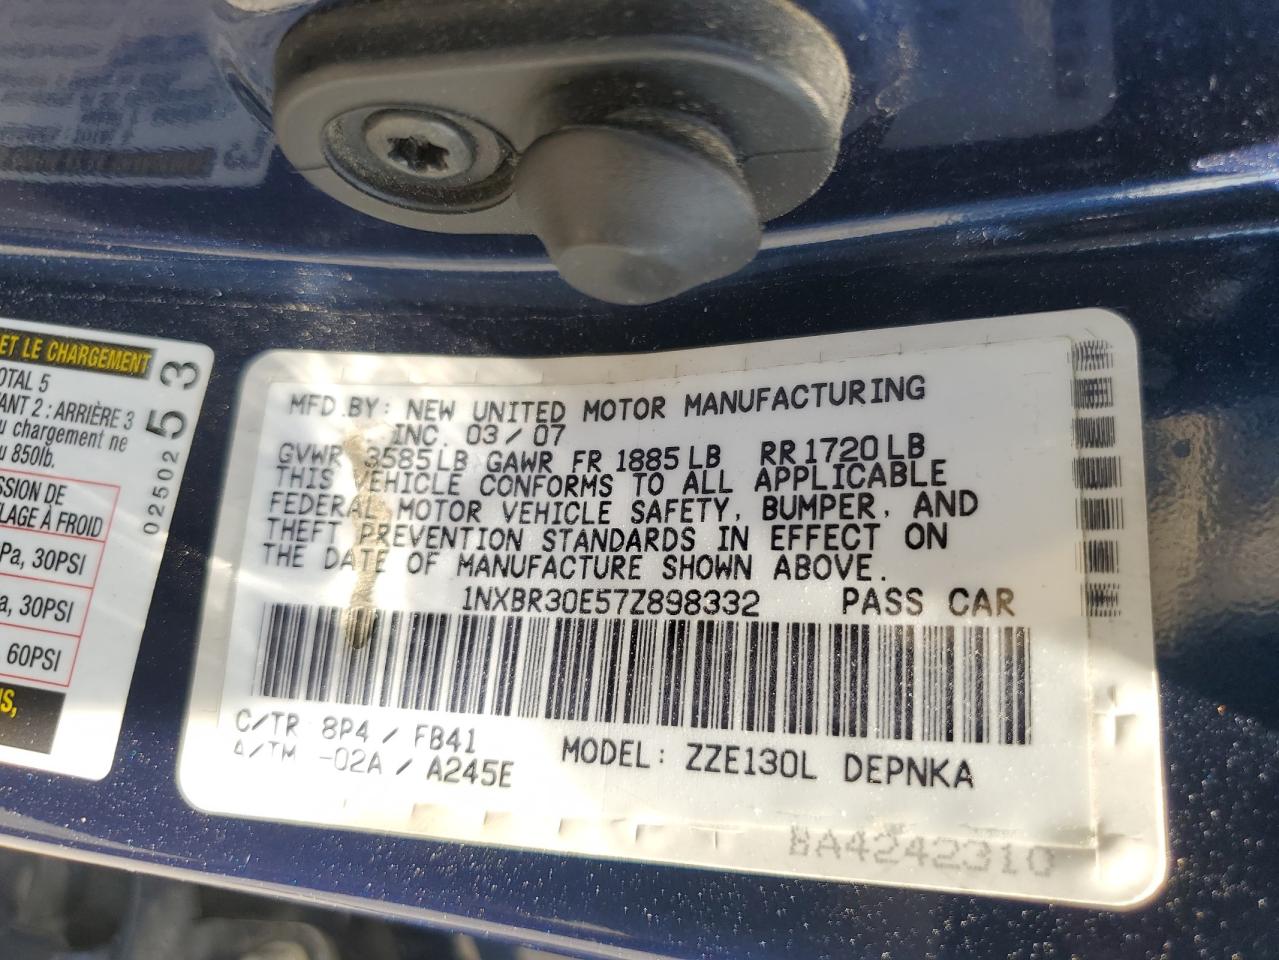 ET LE CHARGEMENT
OTAL 5
ANT 2 : ARRIÈRE 3
u chargement ne
u 850lb.
SSION DE
LAGE À FROID
Pa, 30PSI
a, 30PSI
60PSI
02502 53
MFD.BY: NEW UNITED MOTOR MANUFACTURING
INC. 03/07
GVWR 3585LB GAWR FR 1885LB RR 1720LB
THIS VEHICLE CONFORMS TO ALL APPLICABLE
FEDERAL MOTOR VEHICLE SAFETY, BUMPER, AND
THEFT PREVENTION STANDARDS IN EFFECT ON
THE DATE OF MANUFACTURE SHOWN ABOVE.
1NXBR30E57Z898332 PASS CAR
C/TR 8P4 / FB41
A/TM -02A / A245E
MODEL: ZZE130L DEPNKA
BA4242310